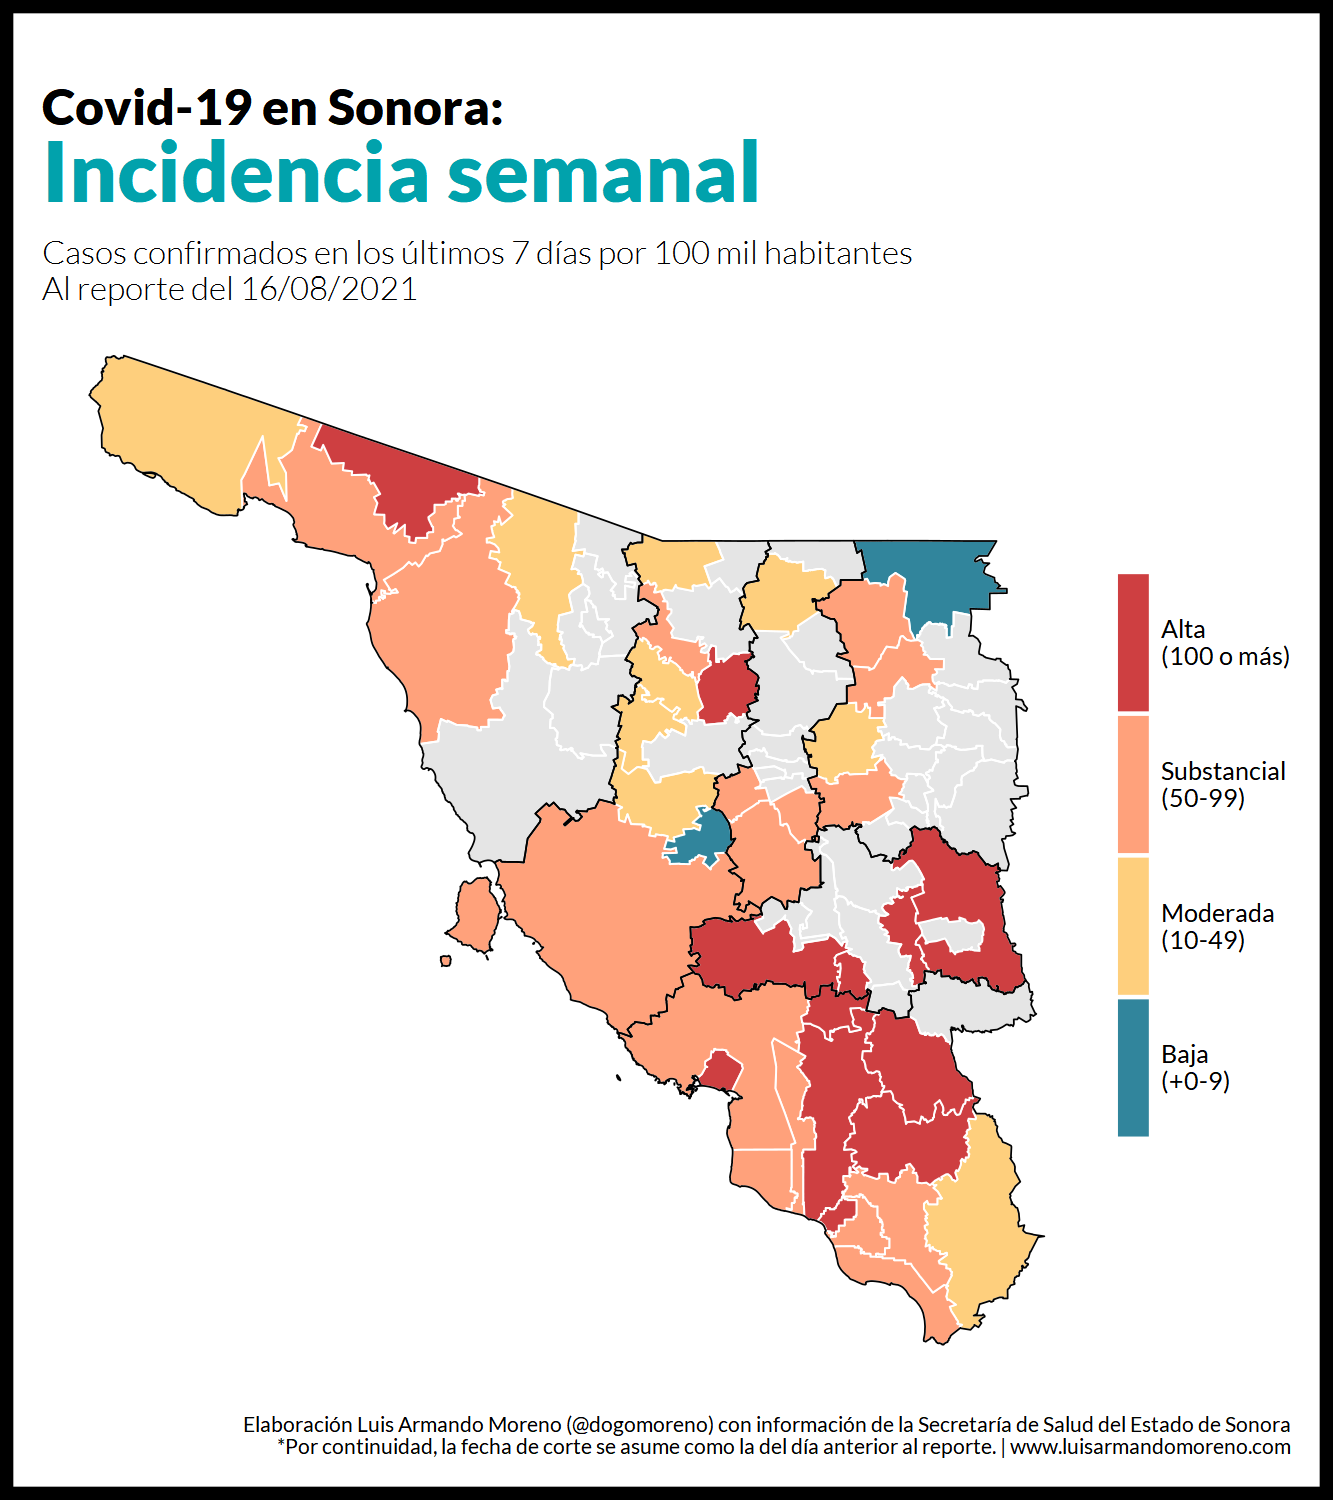 Covid-19 en Sonora:
Incidencia semanal
Casos confirmados en los últimos 7 días por 100 mil habitantes
Al reporte del 16/08/2021
Alta
(100 o más)
Substancial
(50-99)
Moderada
(10-49)
Baja
(+0-9)
Elaboración Luis Armando Moreno (@dogomoreno) con información de la Secretaría de Salud del Estado de Sonora
*Por continuidad, la fecha de corte se asume como la del día anterior al reporte. | www.luisarmandomoreno.com